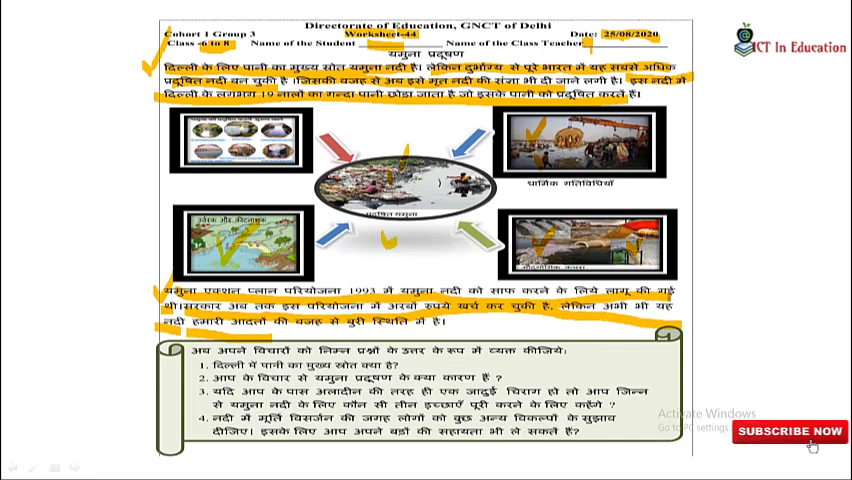 Directorate of Education, GNCT of Delhi
Cohort 1 Group 3 Worksheet-44 Date: 25/08/2020
Class -6 to 8 Name of the Student Name of the Class Teacher
यमुना प्रदूषण
दिल्ली के लिए पानी का मुख्य स्रोत यमुना नदी है। लेकिन दुर्भाग्य से पूरे भारत में यह सबसे अधिक
प्रदूषित नदी बन चुकी है ।जिसकी वजह से अब इसे मृत नदी की संज्ञा भी दी जाने लगी है। इस नदी में
दिल्ली के लगभग 19 नालों का गन्दा पानी छोडा जाता है जो इसके पानी को प्रदूषित करतें हैं।
धार्मिक गतिविधियाँ
प्रदूषित यमुना
उर्वरक और कीटनाशक
औद्योगिक कचरा
यमुना एक्शन प्लान परियोजना 1993 में यमुना नदी को साफ करने के लिये लागू की गई
थी।सरकार अब तक इस परियोजना में अरबों रुपये खर्च कर चुकी है, लेकिन अभी भी यह
नदी हमारी आदतों की वजह से बुरी स्थिति में है।
अब अपने विचारों को निम्न प्रश्नों के उत्तर के रूप में व्यक्त कीजिये:
1. दिल्ली में पानी का मुख्य स्रोत क्या है?
2. आप के विचार से यमुना प्रदूषण के क्या कारण हैं ?
3. यदि आप के पास अलादीन की तरह ही एक जादुई चिराग हो तो आप जिन्न
से यमुना नदी के लिए कौन सी तीन इच्छाएँ पूरी करने के लिए कहेंगे ?
4. नदी में मूर्ति विसर्जन की जगह लोगों को कुछ अन्य विकल्पों के सुझाव
दीजिए। इसके लिए आप अपने बडों की सहायता भी ले सकतें हैं?
ICT In Education
Activate Windows
Go to PC settings
SUBSCRIBE NOW